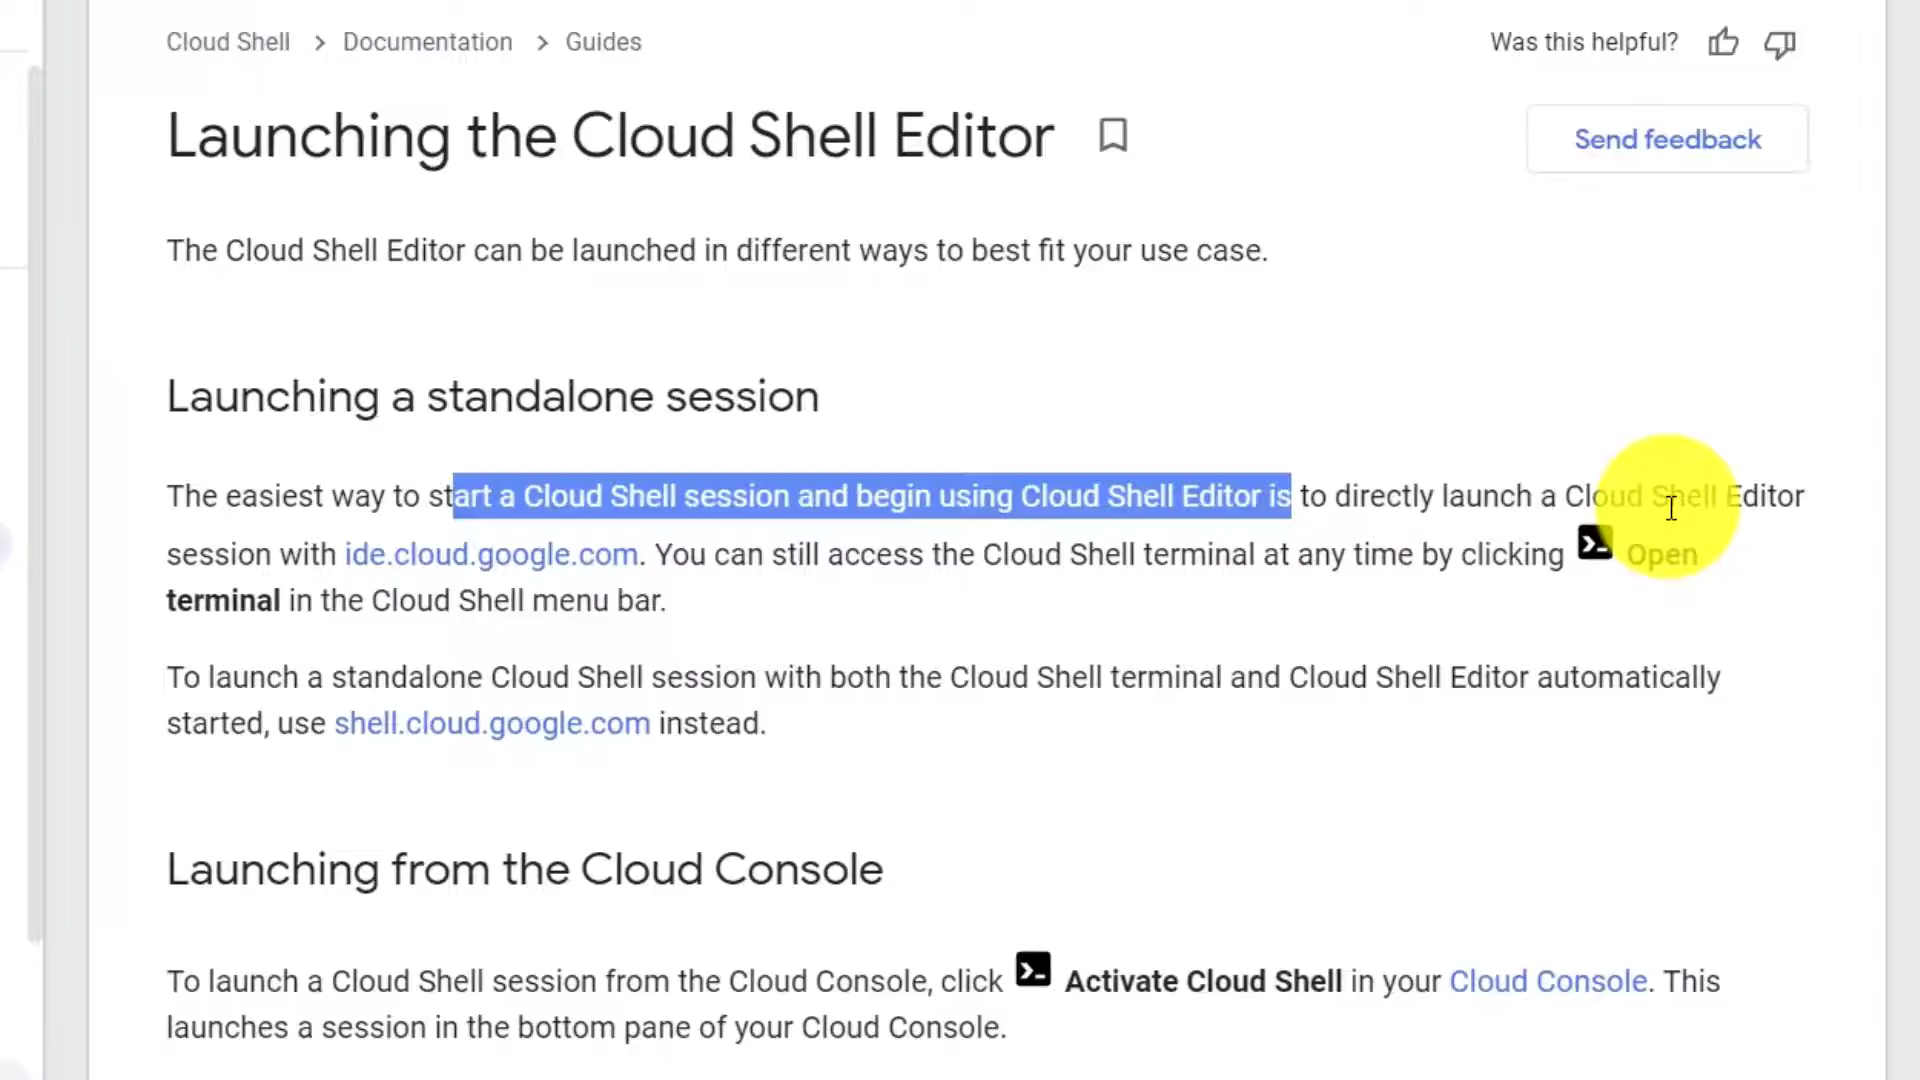 Cloud Shell > Documentation > Guides
Was this helpful?
Launching the Cloud Shell Editor
Send feedback
The Cloud Shell Editor can be launched in different ways to best fit your use case.
Launching a standalone session
The easiest way to start a Cloud Shell session and begin using Cloud Shell Editor is to directly launch a Cloud Shell Editor
session with ide.cloud.google.com. You can still access the Cloud Shell terminal at any time by clicking Open
terminal in the Cloud Shell menu bar.
To launch a standalone Cloud Shell session with both the Cloud Shell terminal and Cloud Shell Editor automatically
started, use shell.cloud.google.com instead.
Launching from the Cloud Console
To launch a Cloud Shell session from the Cloud Console, click Activate Cloud Shell in your Cloud Console. This
launches a session in the bottom pane of your Cloud Console.